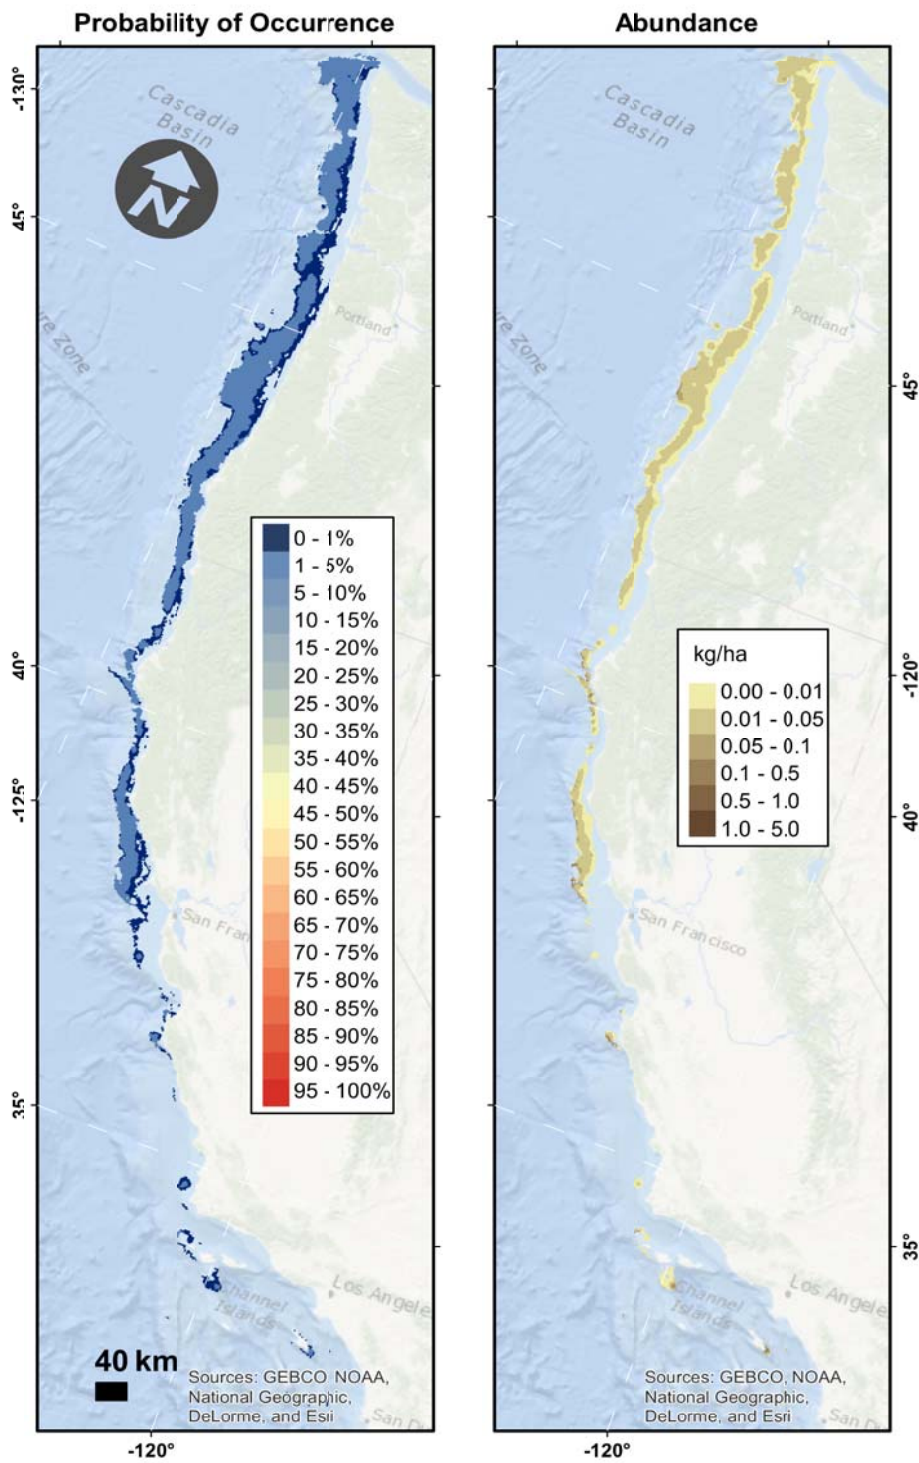 Probability of Occurrence
Abundance
-130°
45°
40°
-125°
35°
-120°
Cascadia
Basin
N
ure Zone
Portland
0 - 1%
1 - 5%
5 - 10%
10 - 15%
15 - 20%
20 - 25%
25 - 30%
30 - 35%
35 - 40%
40 - 45%
45 - 50%
50 - 55%
55 - 60%
60 - 65%
65 - 70%
70 - 75%
75 - 80%
80 - 85%
85 - 90%
90 - 95%
95 - 100%
San Fran
Channel
Islands
Los Angele
40 km
Sources: GEBCO, NOAA,
National Geographic,
DeLorme, and Esri
San D
Cascadia
Basin
ure Zone
Portland
45°
kg/ha
0.00 - 0.01
0.01 - 0.05
0.05 - 0.1
0.1 - 0.5
0.5 - 1.0
1.0 - 5.0
-120°
40°
San Francisco
35°
Channel
Islands
Los Angele
Sources: GEBCO, NOAA,
National Geographic,
DeLorme, and Esri
San D
-120°